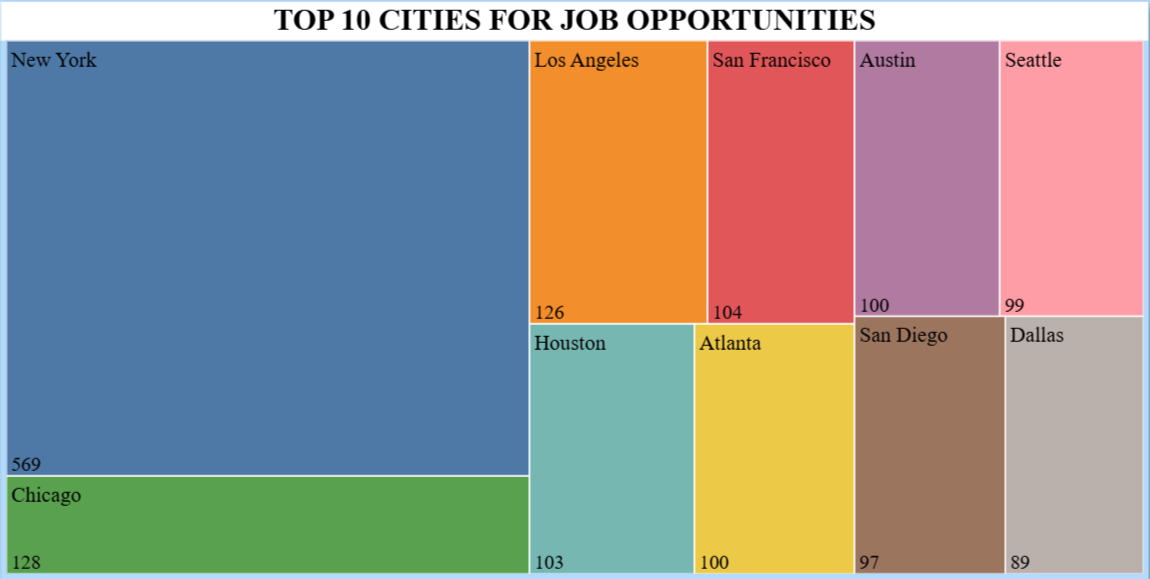 TOP 10 CITIES FOR JOB OPPORTUNITIES
New York
569
Chicago
128
Los Angeles
126
San Francisco
104
Houston
103
Atlanta
100
Austin
100
Seattle
99
San Diego
97
Dallas
89